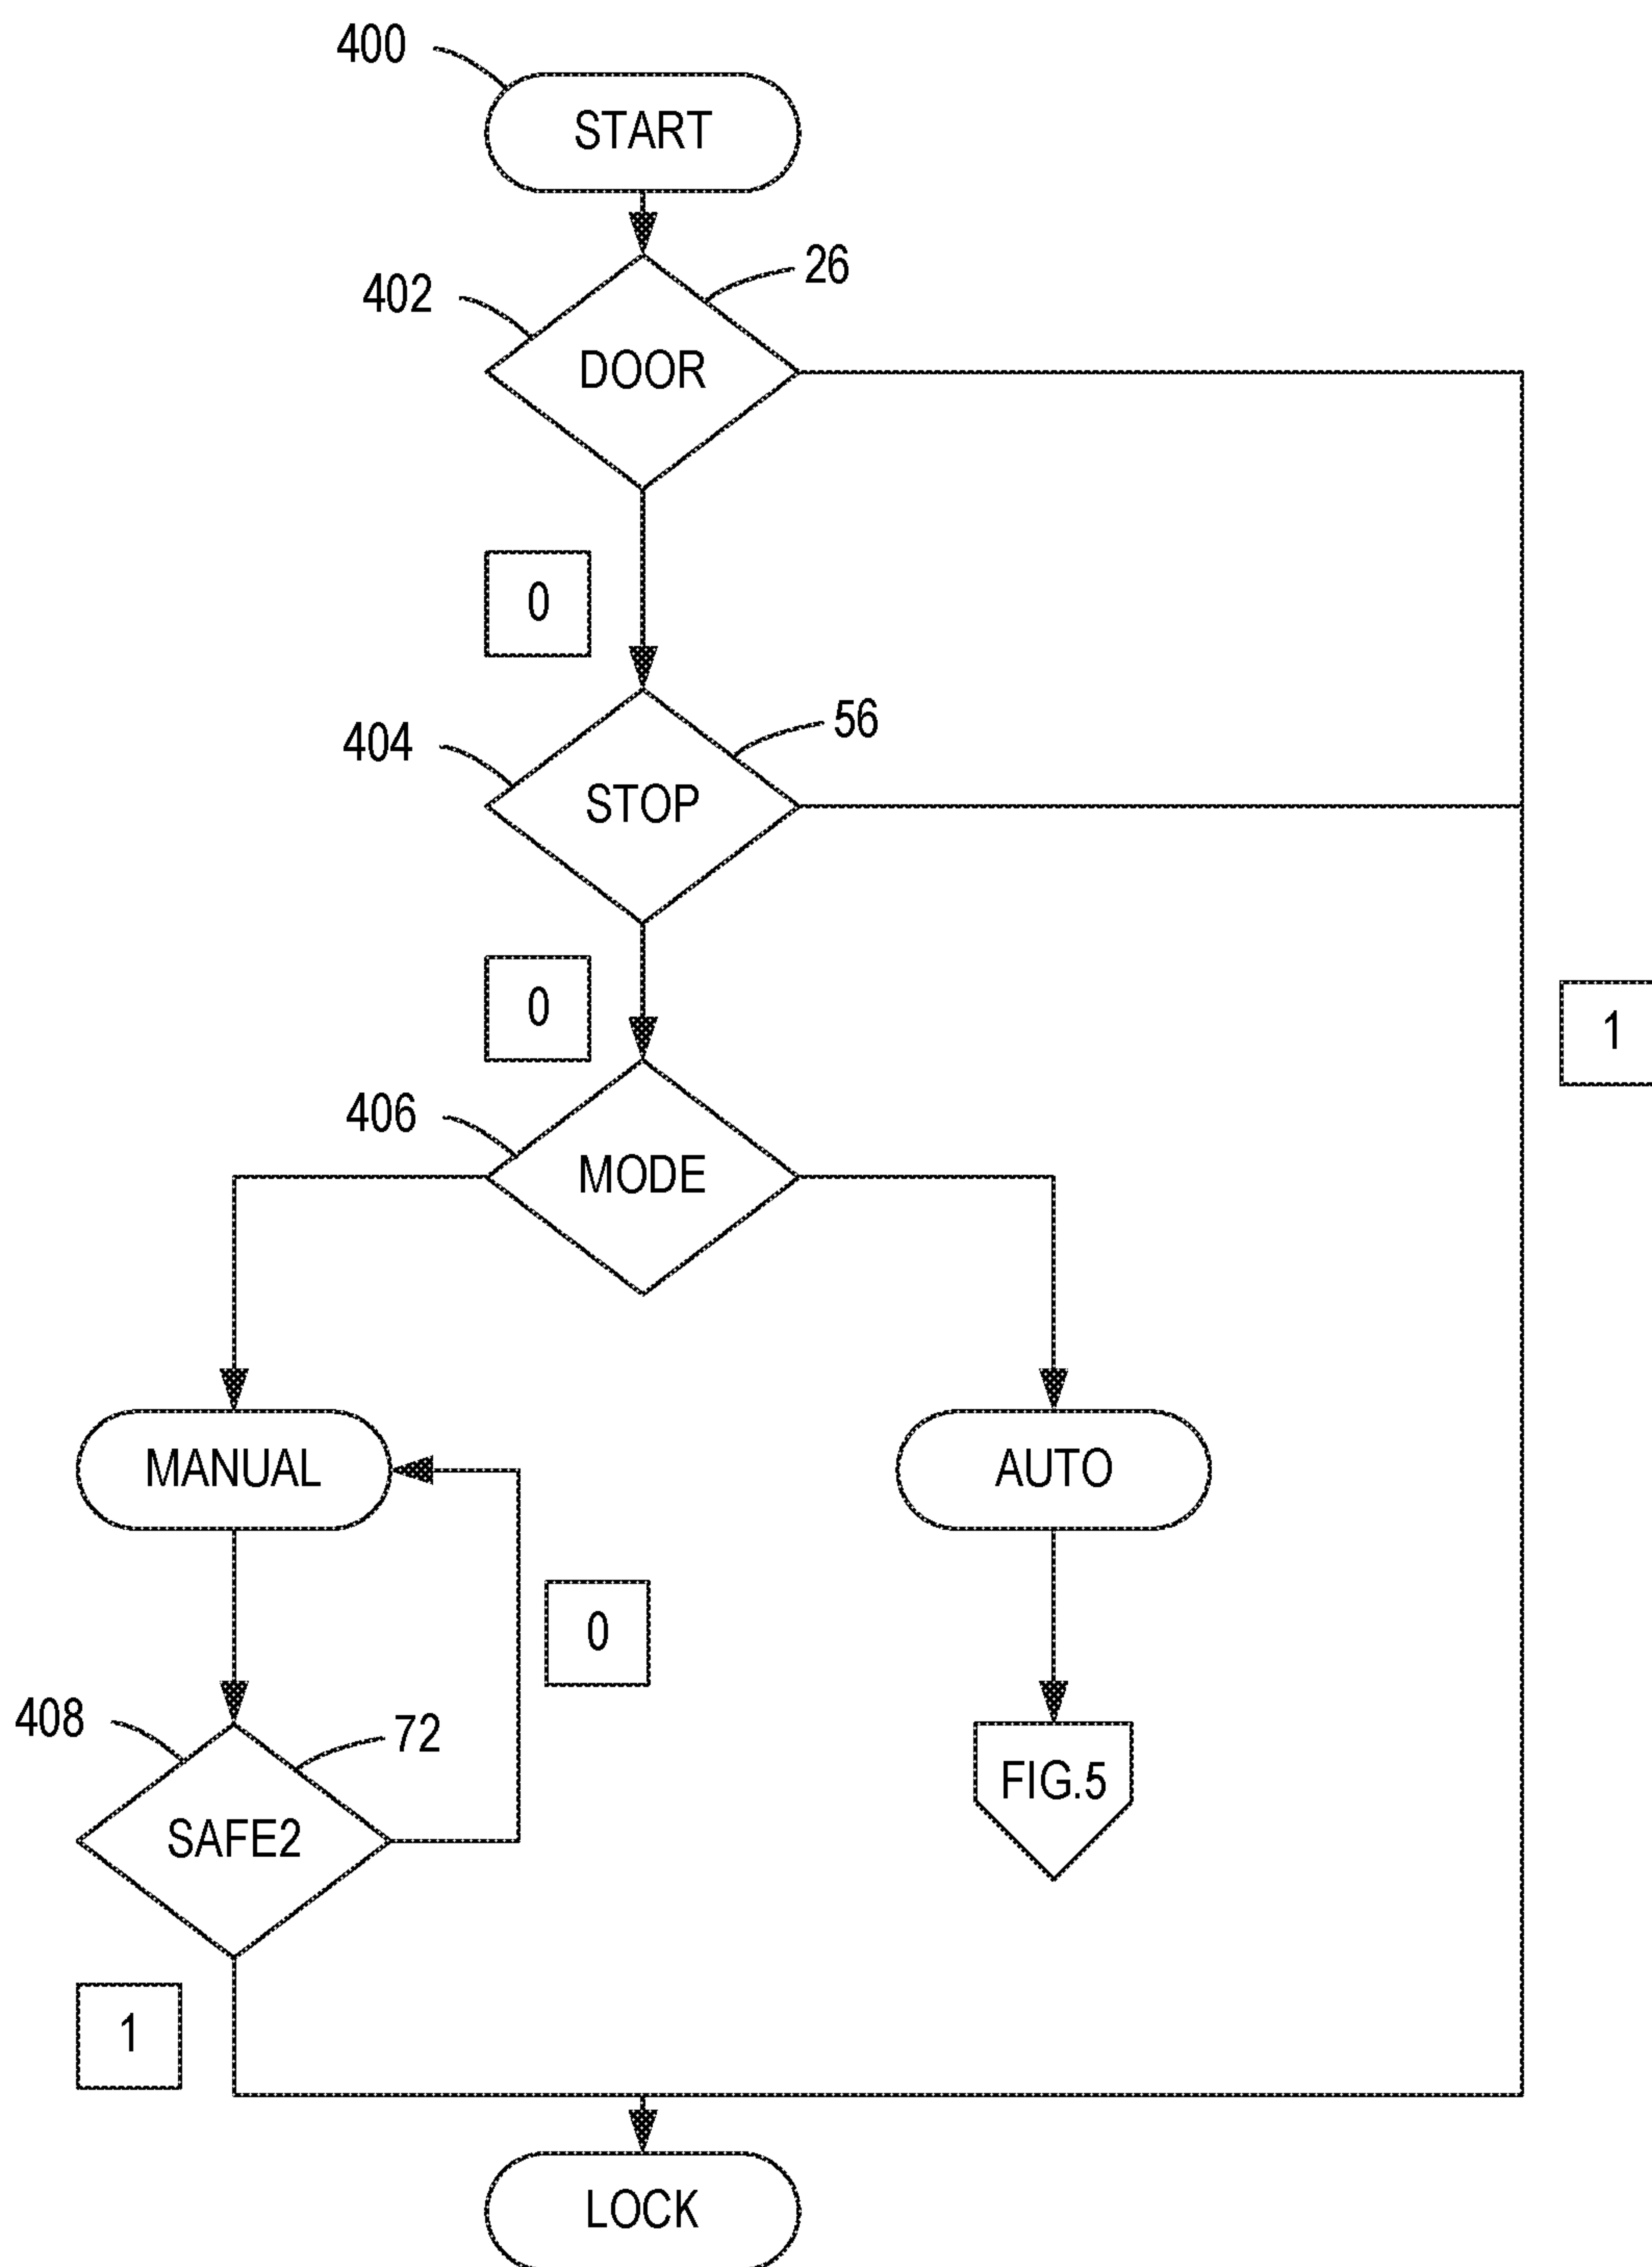 400
START
26
402
DOOR
0
56
404
STOP
0
1
406
MODE
MANUAL
AUTO
0
408
72
SAFE2
FIG.5
1
LOCK